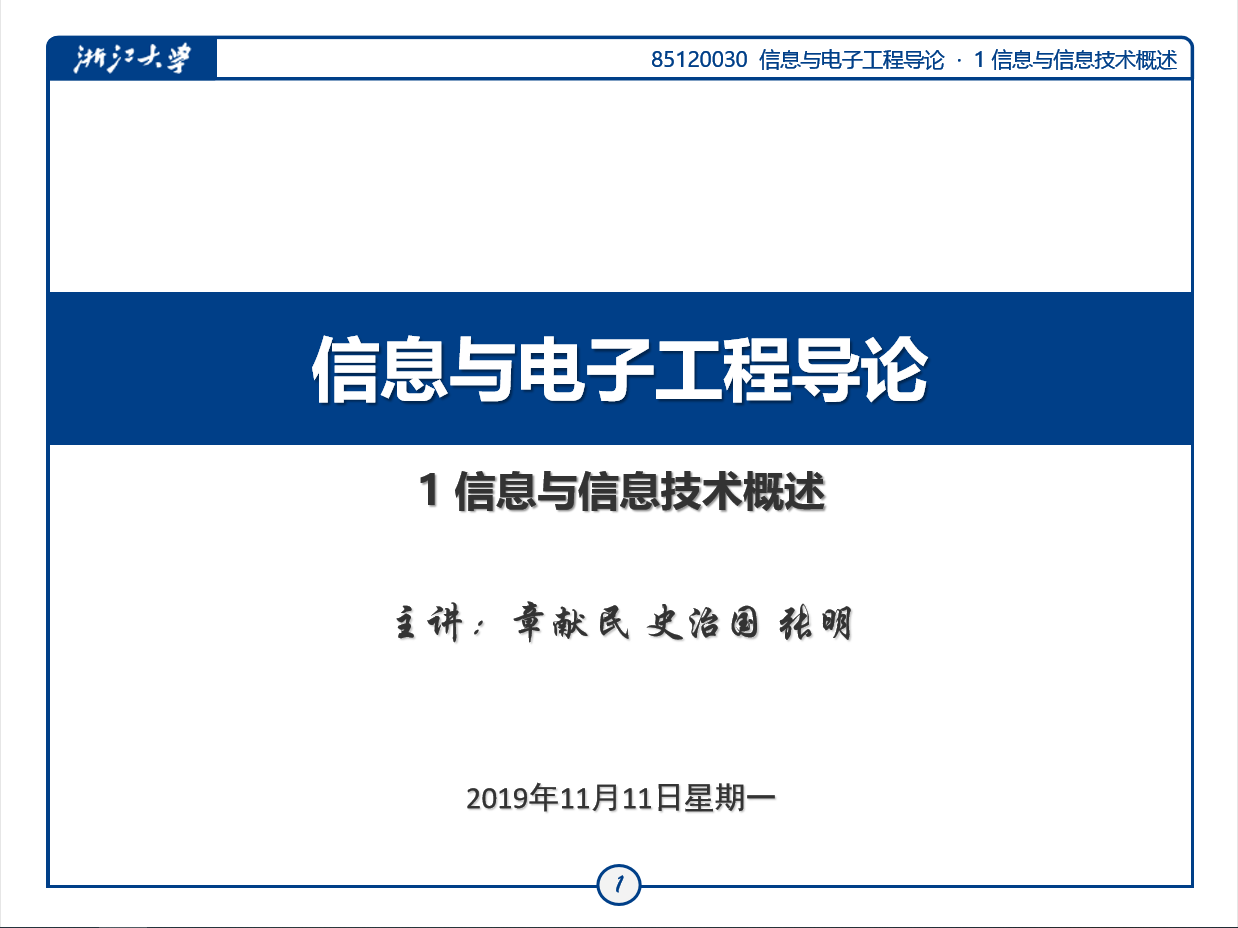 浙江大学
85120030 信息与电子工程导论 · 1 信息与信息技术概述
信息与电子工程导论
1 信息与信息技术概述
主讲：章献民 史治国 张明
2019年11月11日星期一
1